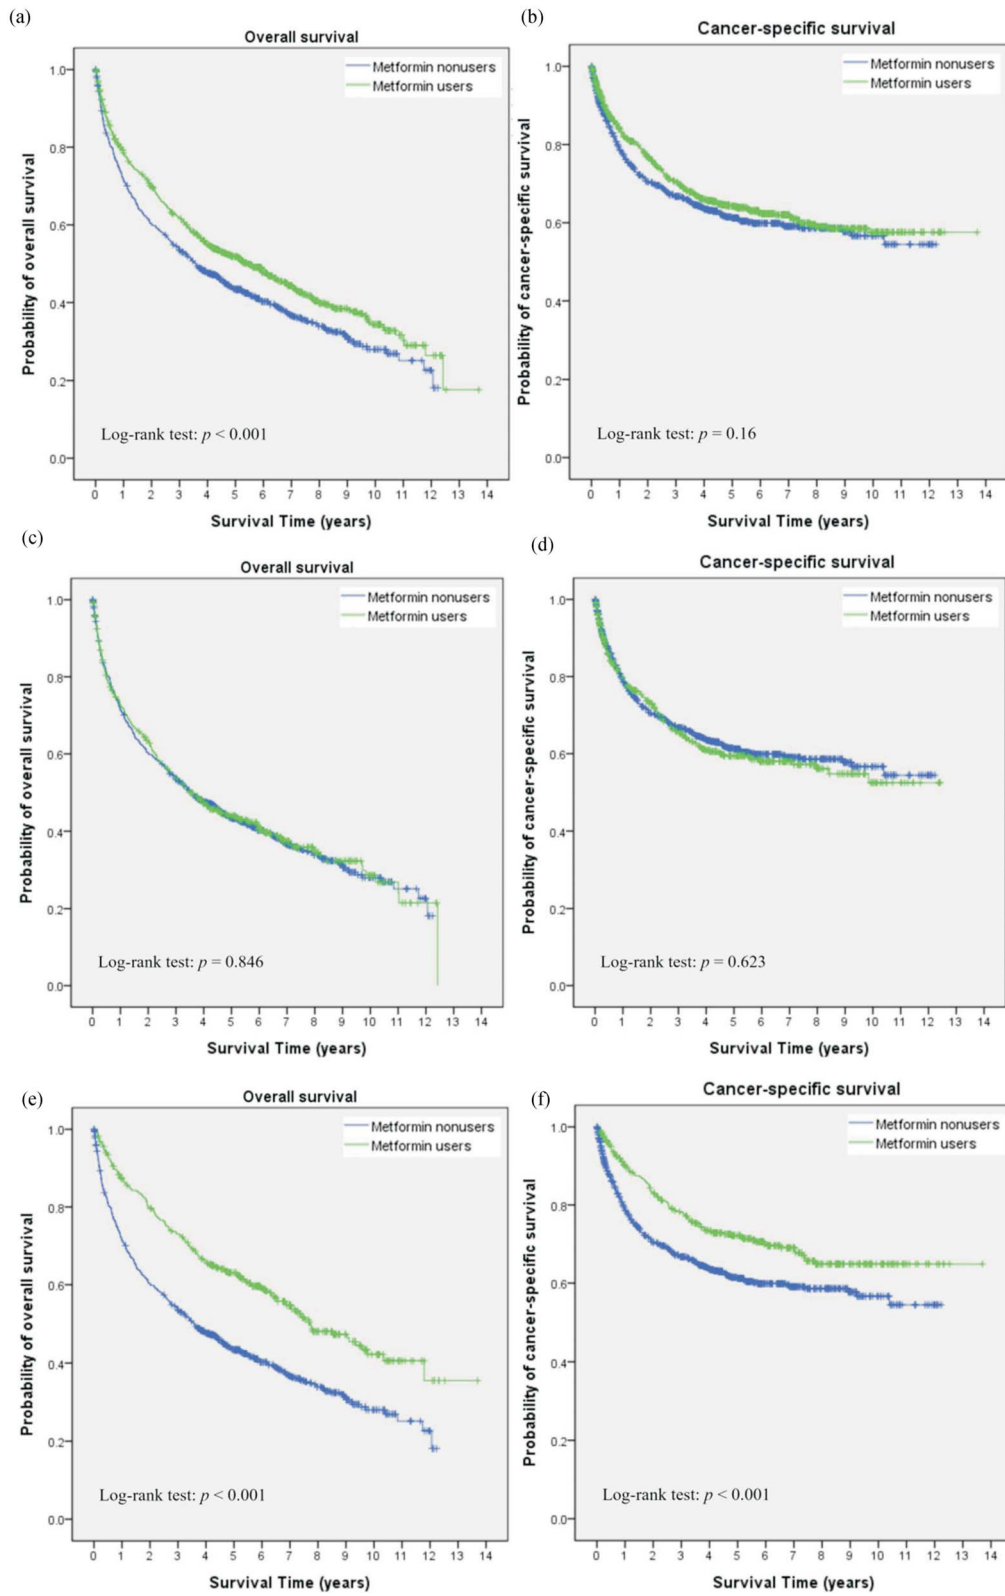 (a)
Overall survival
Metformin nonusers
Metformin users
Probability of overall survival
1.0
0.8
0.6
0.4
0.2
0.0
Log-rank test: p < 0.001
0 1 2 3 4 5 6 7 8 9 10 11 12 13 14
Survival Time (years)
(b)
Cancer-specific survival
Metformin nonusers
Metformin users
Probability of cancer-specific survival
1.0
0.8
0.6
0.4
0.2
0.0
Log-rank test: p = 0.16
0 1 2 3 4 5 6 7 8 9 10 11 12 13 14
Survival Time (years)
(c)
Overall survival
Metformin nonusers
Metformin users
Probability of overall survival
1.0
0.8
0.6
0.4
0.2
0.0
Log-rank test: p = 0.846
0 1 2 3 4 5 6 7 8 9 10 11 12 13 14
Survival Time (years)
(d)
Cancer-specific survival
Metformin nonusers
Metformin users
Probability of cancer-specific survival
1.0
0.8
0.6
0.4
0.2
0.0
Log-rank test: p = 0.623
0 1 2 3 4 5 6 7 8 9 10 11 12 13 14
Survival Time (years)
(e)
Overall survival
Metformin nonusers
Metformin users
Probability of overall survival
1.0
0.8
0.6
0.4
0.2
0.0
Log-rank test: p < 0.001
0 1 2 3 4 5 6 7 8 9 10 11 12 13 14
Survival Time (years)
(f)
Cancer-specific survival
Metformin nonusers
Metformin users
Probability of cancer-specific survival
1.0
0.8
0.6
0.4
0.2
0.0
Log-rank test: p < 0.001
0 1 2 3 4 5 6 7 8 9 10 11 12 13 14
Survival Time (years)